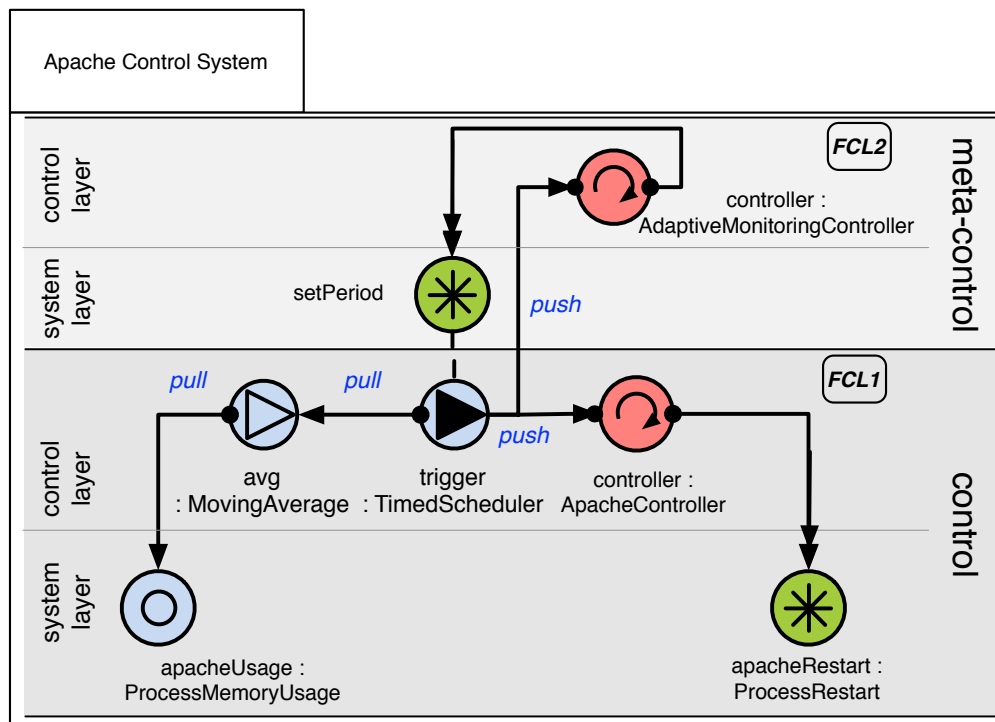 Apache Control System
control
layer
FCL2
meta-control
controller :
AdaptiveMonitoringController
system
layer
setPeriod
push
pull
pull
FCL1
push
control
layer
avg
: MovingAverage
trigger
: TimedScheduler
controller :
ApacheController
control
system
layer
apacheUsage :
ProcessMemoryUsage
apacheRestart :
ProcessRestart